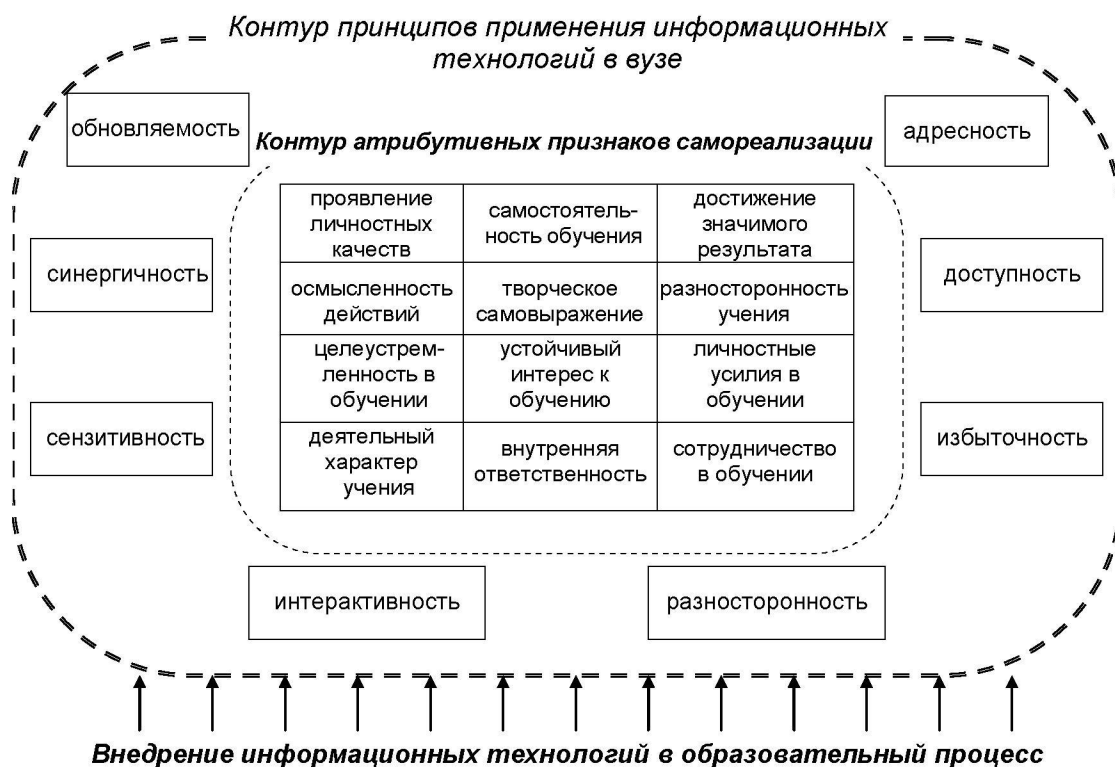 Контур принципов применения информационных
технологий в вузе
обновляемость
адресность
Контур атрибутивных признаков самореализации
проявление
личностных
качеств
самостоятель-
ность обучения
достижение
значимого
результата
синергичность
доступность
осмысленность
действий
творческое
самовыражение
разносторонность
учения
целеустрем-
ленность в
обучении
устойчивый
интерес к
обучению
личностные
усилия в
обучении
сензитивность
избыточность
деятельный
характер
учения
внутренняя
ответственность
сотрудничество
в обучении
интерактивность
разносторонность
Внедрение информационных технологий в образовательный процесс